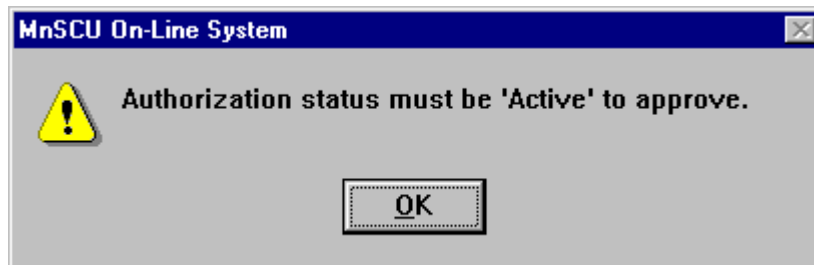 MnSCU On-Line System
Authorization status must be 'Active' to approve.
OK